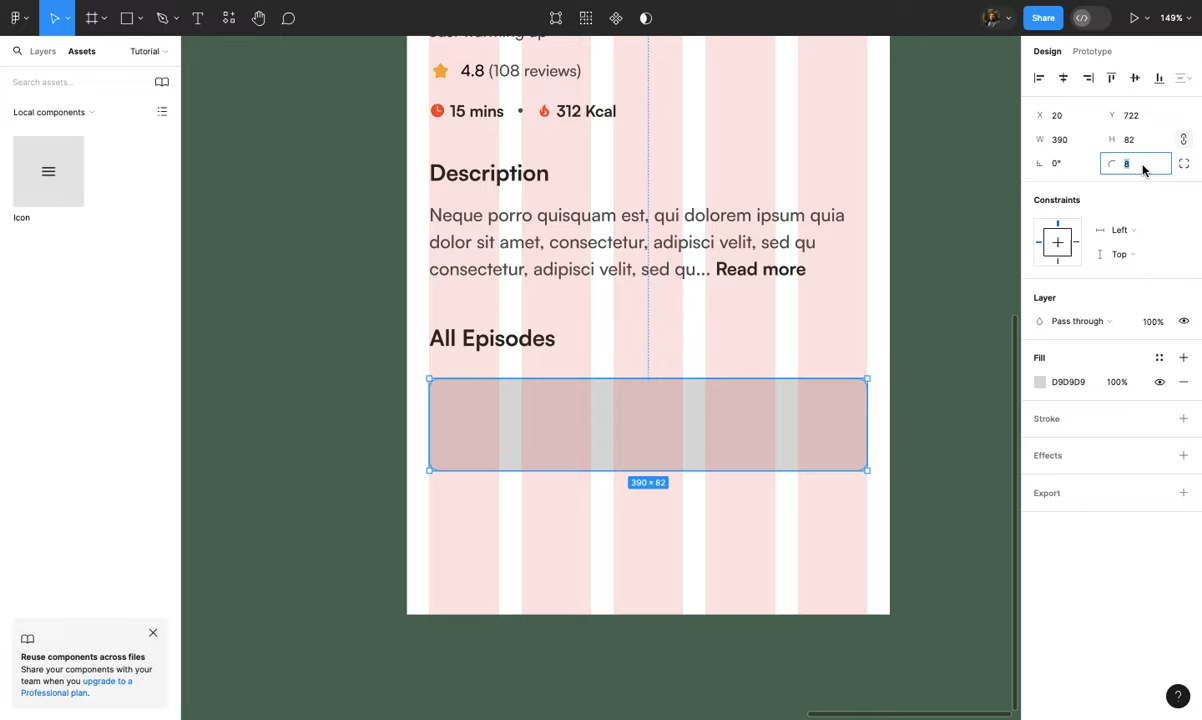 Share
149%
Layers
Assets
Tutorial
Search assets...
Local components
Icon
Reuse components across files
Share your components with your
team when you upgrade to a
Professional plan.
4.8 (108 reviews)
15 mins • 312 Kcal
Description
Neque porro quisquam est, qui dolorem ipsum quia
dolor sit amet, consectetur, adipisci velit, sed qu
consectetur, adipisci velit, sed qu... Read more
All Episodes
390 × 82
Design
Prototype
X 20 Y 722
W 390 H 82
0° 8
Constraints
Left
Top
Layer
Pass through 100%
Fill
D9D9D9 100%
Stroke
Effects
Export
?